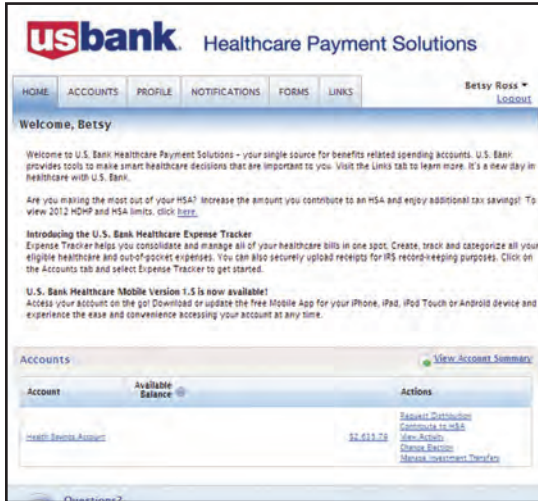 usbank. Healthcare Payment Solutions
HOME ACCOUNTS PROFILE NOTIFICATIONS FORMS LINKS
Betsy Ross
Logout
Welcome, Betsy
Welcome to U.S. Bank Healthcare Payment Solutions - your single source for benefits related spending accounts. U.S. Bank
provides tools to make smart healthcare decisions that are important to you. Visit the Links tab to learn more. It's a new day in
healthcare with U.S. Bank.
Are you making the most out of your HSA? Increase the amount you contribute to an HSA and enjoy additional tax savings! To
view 2012 HDHP and HSA limits, click here.
Introducing the U.S. Bank Healthcare Expense Tracker
Expense Tracker helps you consolidate and manage all of your healthcare bills in one spot. Create, track and categorize all your
eligible healthcare and out-of-pocket expenses. You can also securely upload receipts for IRS record-keeping purposes. Click on
the Accounts tab and select Expense Tracker to get started.
U.S. Bank Healthcare Mobile Version 1.5 is now available!
Access your account on the go! Download or update the free Mobile App for your iPhone, iPad, iPod Touch or Android device and
experience the ease and convenience accessing your account at any time.
Accounts
View Account Summary
Account
Available
Balance
Actions
Health Savings Account
Request Distribution
Contribute to HSA
View Activity
Change Election
Manage Investment Transfers
Questions?